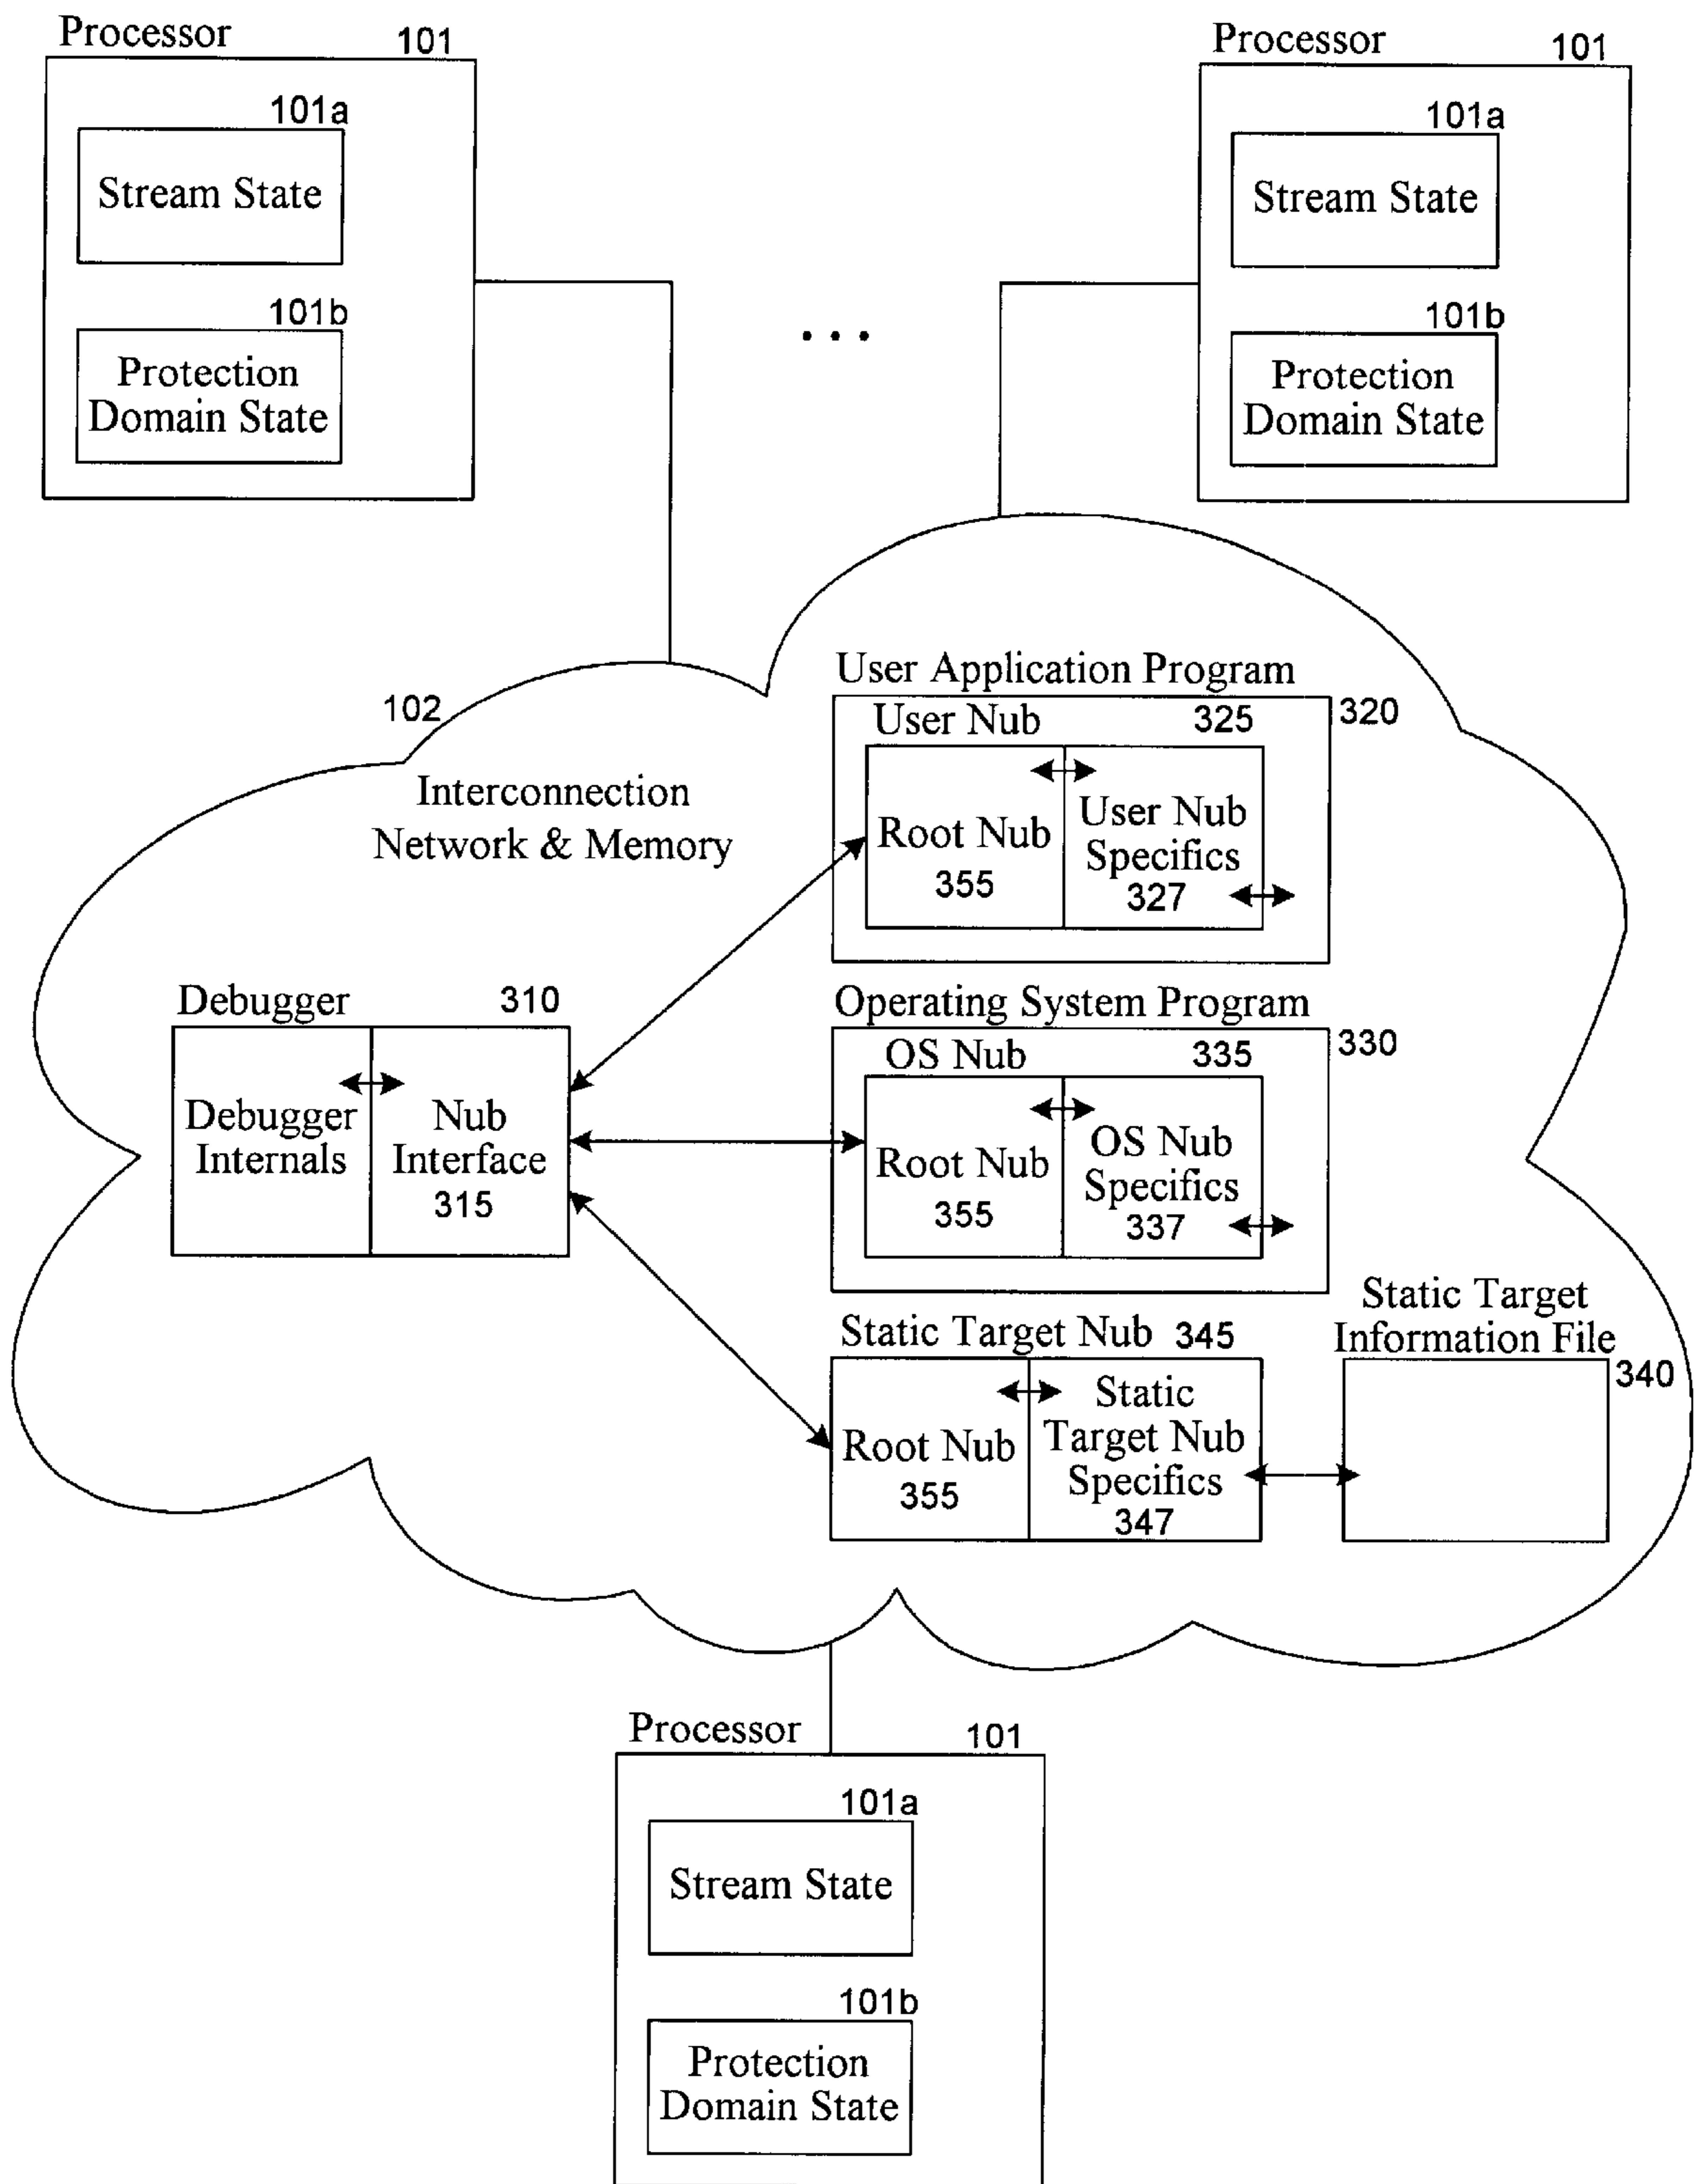 Processor 101
101a
Stream State
101b
Protection
Domain State
. . .
Processor 101
101a
Stream State
101b
Protection
Domain State
102
Interconnection
Network & Memory
User Application Program
320
User Nub 325
Root Nub
355
User Nub
Specifics
327
Debugger 310
Debugger
Internals
Nub
Interface
315
Operating System Program
330
OS Nub 335
Root Nub
355
OS Nub
Specifics
337
Static Target Nub 345
Root Nub
355
Static
Target Nub
Specifics
347
Static Target
Information File
340
Processor 101
101a
Stream State
101b
Protection
Domain State